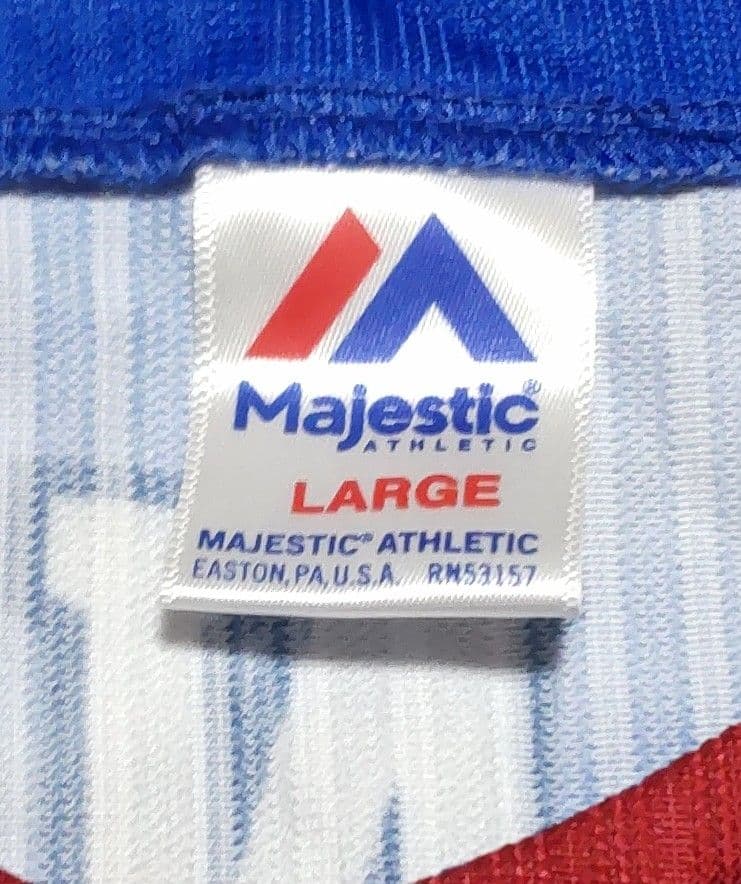 Majestic®
ATHLETIC
LARGE
MAJESTIC® ATHLETIC
EASTON, PA, U.S.A. RN53157